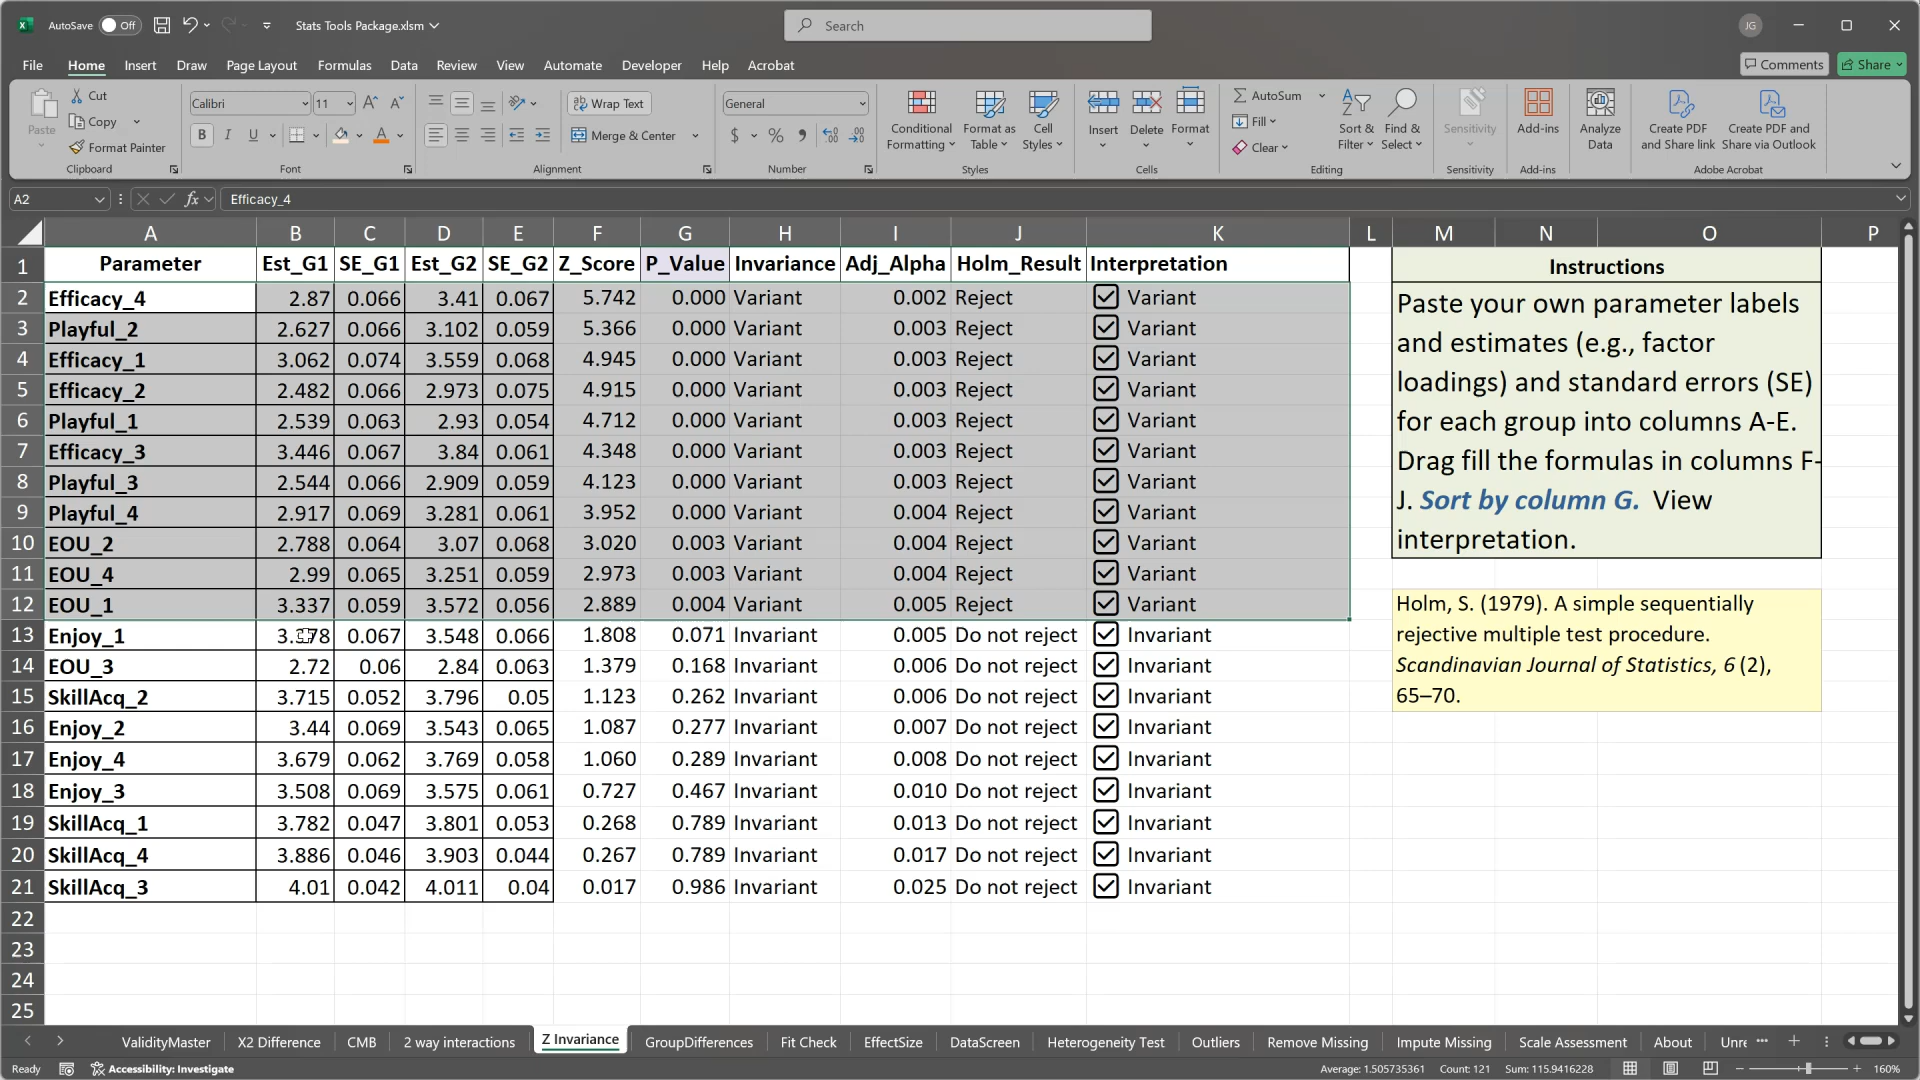 AutoSave Off Stats Tools Package.xlsm Search JG
File Home Insert Draw Page Layout Formulas Data Review View Automate Developer Help Acrobat Comments Share
Paste Cut Copy Format Painter Clipboard
Calibri 11 B I U Font
Wrap Text Merge & Center Alignment
General $ % Number
Conditional Formatting Format as Table Cell Styles Styles
Insert Delete Format Cells
AutoSum Fill Clear Sort & Filter Find & Select Editing
Sensitivity Sensitivity
Add-ins Add-ins
Analyze Data
Create PDF and Share link Create PDF and Share via Outlook Adobe Acrobat
A2 fx Efficacy_4
A B C D E F G H I J K L M N O P
1 Parameter Est_G1 SE_G1 Est_G2 SE_G2 Z_Score P_Value Invariance Adj_Alpha Holm_Result Interpretation
2 Efficacy_4 2.87 0.066 3.41 0.067 5.742 0.000 Variant 0.002 Reject Variant
3 Playful_2 2.627 0.066 3.102 0.059 5.366 0.000 Variant 0.003 Reject Variant
4 Efficacy_1 3.062 0.074 3.559 0.068 4.945 0.000 Variant 0.003 Reject Variant
5 Efficacy_2 2.482 0.066 2.973 0.075 4.915 0.000 Variant 0.003 Reject Variant
6 Playful_1 2.539 0.063 2.93 0.054 4.712 0.000 Variant 0.003 Reject Variant
7 Efficacy_3 3.446 0.067 3.84 0.061 4.348 0.000 Variant 0.003 Reject Variant
8 Playful_3 2.544 0.066 2.909 0.059 4.123 0.000 Variant 0.003 Reject Variant
9 Playful_4 2.917 0.069 3.281 0.061 3.952 0.000 Variant 0.004 Reject Variant
10 EOU_2 2.788 0.064 3.07 0.068 3.020 0.003 Variant 0.004 Reject Variant
11 EOU_4 2.99 0.065 3.251 0.059 2.973 0.003 Variant 0.004 Reject Variant
12 EOU_1 3.337 0.059 3.572 0.056 2.889 0.004 Variant 0.005 Reject Variant
13 Enjoy_1 0.067 3.548 0.066 1.808 0.071 Invariant 0.005 Do not reject Invariant
14 EOU_3 2.72 0.06 2.84 0.063 1.379 0.168 Invariant 0.006 Do not reject Invariant
15 SkillAcq_2 3.715 0.052 3.796 0.05 1.123 0.262 Invariant 0.006 Do not reject Invariant
16 Enjoy_2 3.44 0.069 3.543 0.065 1.087 0.277 Invariant 0.007 Do not reject Invariant
17 Enjoy_4 3.679 0.062 3.769 0.058 1.060 0.289 Invariant 0.008 Do not reject Invariant
18 Enjoy_3 3.508 0.069 3.575 0.061 0.727 0.467 Invariant 0.010 Do not reject Invariant
19 SkillAcq_1 3.782 0.047 3.801 0.053 0.268 0.789 Invariant 0.013 Do not reject Invariant
20 SkillAcq_4 3.886 0.046 3.903 0.044 0.267 0.789 Invariant 0.017 Do not reject Invariant
21 SkillAcq_3 4.01 0.042 4.011 0.04 0.017 0.986 Invariant 0.025 Do not reject Invariant
22
23
24
25
Instructions
Paste your own parameter labels
and estimates (e.g., factor
loadings) and standard errors (SE)
for each group into columns A-E.
Drag fill the formulas in columns F-
J. Sort by column G. View
interpretation.
Holm, S. (1979). A simple sequentially
rejective multiple test procedure.
Scandinavian Journal of Statistics, 6 (2),
65–70.
ValidityMaster X2 Difference CMB 2 way interactions Z Invariance GroupDifferences Fit Check EffectSize DataScreen Heterogeneity Test Outliers Remove Missing Impute Missing Scale Assessment About Unre ...
Ready Accessibility: Investigate Average: 1.505735361 Count: 121 Sum: 115.9416228 160%